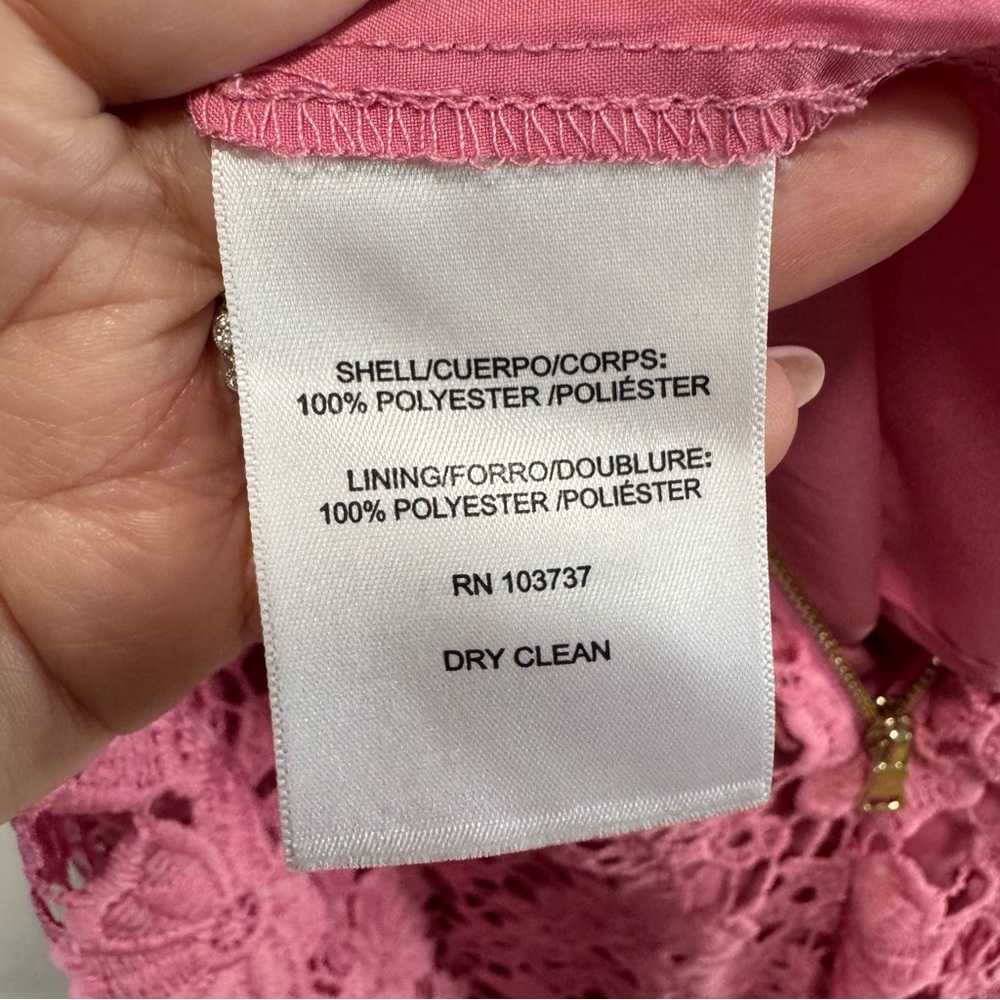 SHELL/CUERPO/CORPS:
100% POLYESTER /POLIÉSTER
LINING/FORRO/DOUBLURE:
100% POLYESTER /POLIÉSTER
RN 103737
DRY CLEAN